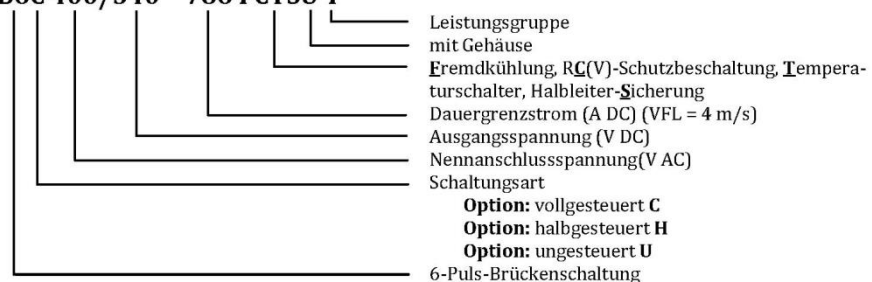 Leistungsgruppe
mit Gehäuse
Fremdkühlung, RC(V)-Schutzbeschaltung, Tempera-
turschalter, Halbleiter-Sicherung
Dauergrenzstrom (A DC) (VFL = 4 m/s)
Ausgangsspannung (V DC)
Nennanschlussspannung(V AC)
Schaltungsart
Option: vollgesteuert C
Option: halbgesteuert H
Option: ungesteuert U
6-Puls-Brückenschaltung